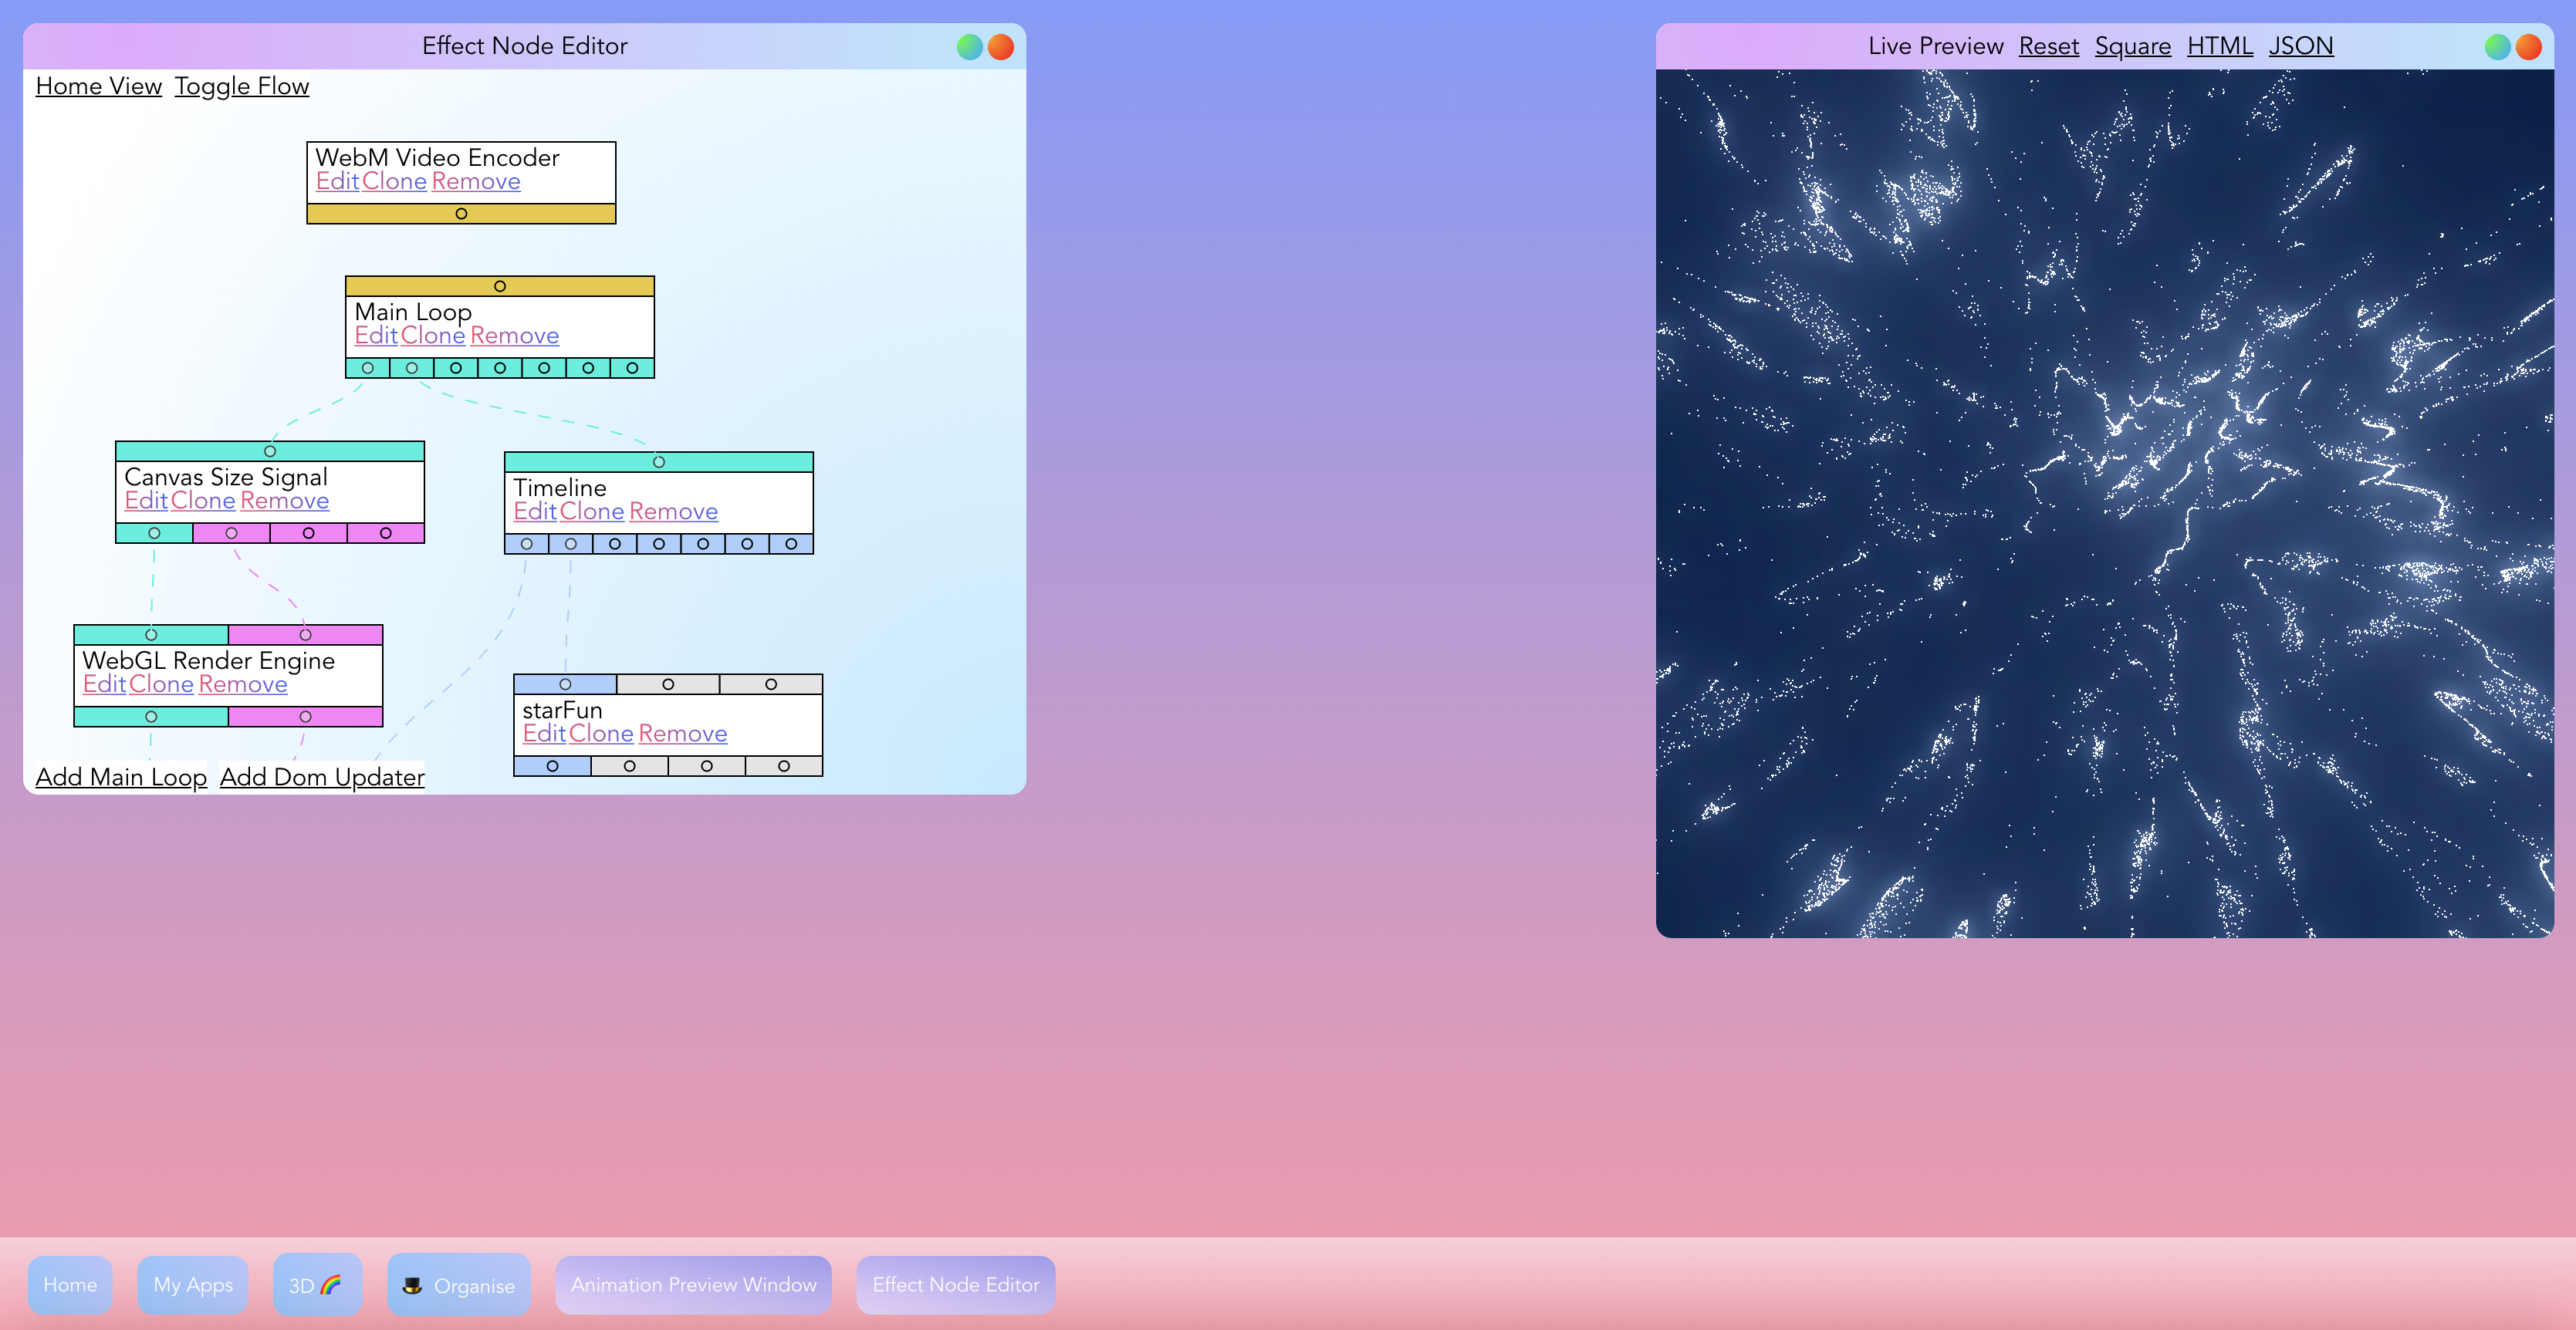 Effect Node Editor
Home View Toggle Flow
WebM Video Encoder
Edit Clone Remove
Main Loop
Edit Clone Remove
Canvas Size Signal
Edit Clone Remove
Timeline
Edit Clone Remove
WebGL Render Engine
Edit Clone Remove
starFun
Edit Clone Remove
Add Main Loop Add Dom Updater
Live Preview Reset Square HTML JSON
Home My Apps 3D🌈 🎩 Organise Animation Preview Window Effect Node Editor